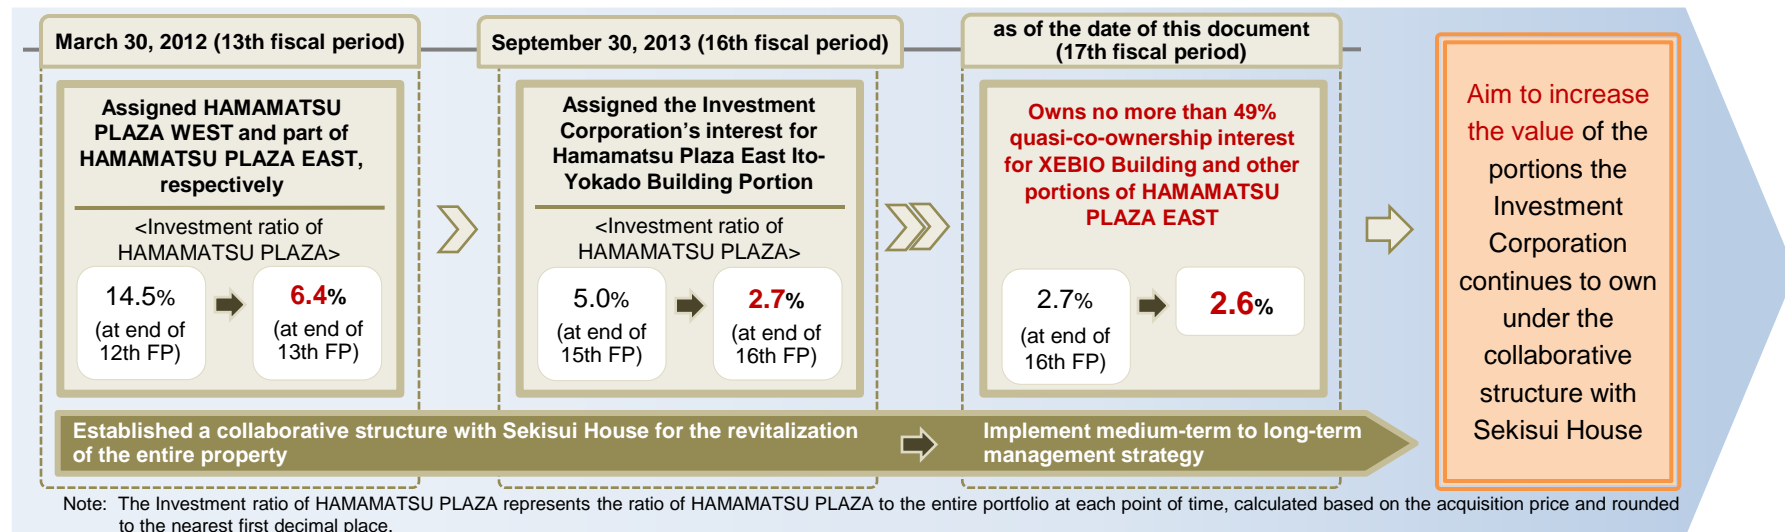 March 30, 2012 (13th fiscal period)
Assigned HAMAMATSU
PLAZA WEST and part of
HAMAMATSU PLAZA EAST,
respectively
<Investment ratio of
HAMAMATSU PLAZA>
14.5%
(at end of
12th FP)
6.4%
(at end of
13th FP)
September 30, 2013 (16th fiscal period)
Assigned the Investment
Corporation's interest for
Hamamatsu Plaza East Ito-
Yokado Building Portion
<Investment ratio of
HAMAMATSU PLAZA>
5.0%
(at end of
15th FP)
2.7%
(at end of
16th FP)
as of the date of this document
(17th fiscal period)
Owns no more than 49%
quasi-co-ownership interest
for XEBIO Building and other
portions of HAMAMATSU
PLAZA EAST
2.7%
(at end of
16th FP)
2.6%
Established a collaborative structure with Sekisui House for the revitalization
of the entire property
Implement medium-term to long-term
management strategy
Aim to increase
the value of the
portions the
Investment
Corporation
continues to own
under the
collaborative
structure with
Sekisui House
Note: The Investment ratio of HAMAMATSU PLAZA represents the ratio of HAMAMATSU PLAZA to the entire portfolio at each point of time, calculated based on the acquisition price and rounded
to the nearest first decimal place.